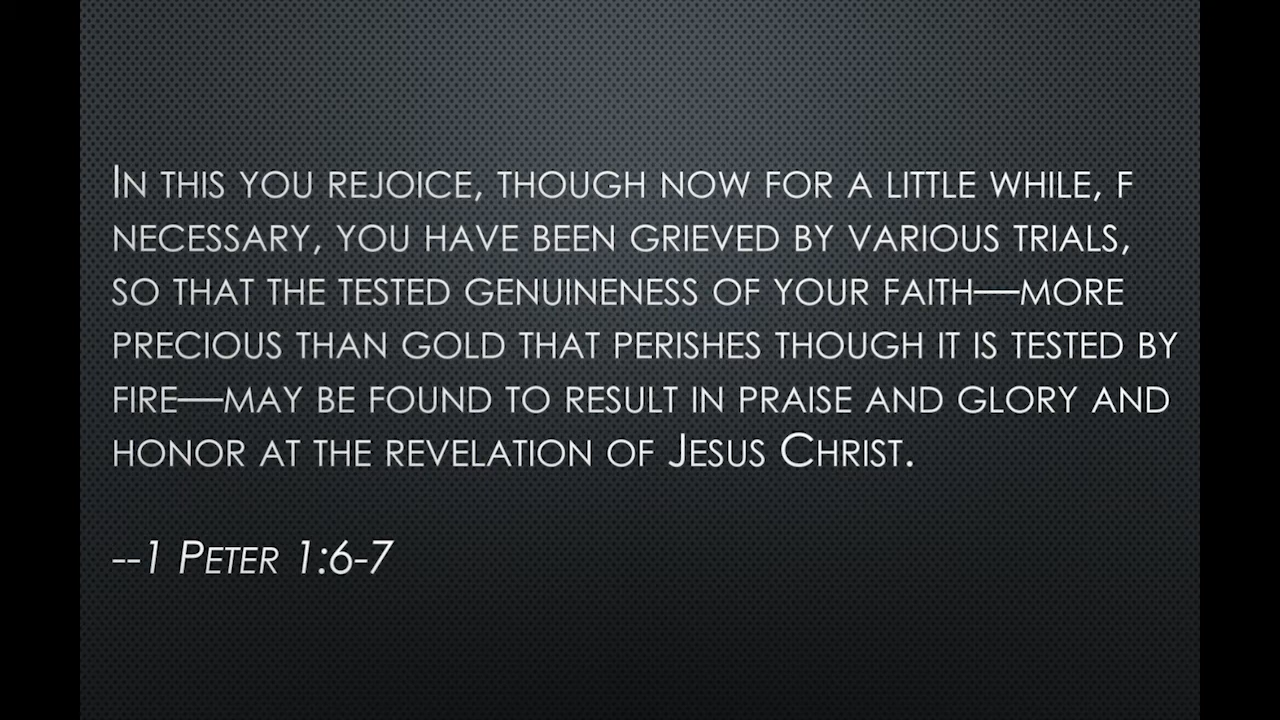 In this you rejoice, though now for a little while, f
necessary, you have been grieved by various trials,
so that the tested genuineness of your faith—more
precious than gold that perishes though it is tested by
fire—may be found to result in praise and glory and
honor at the revelation of Jesus Christ.
--1 Peter 1:6-7